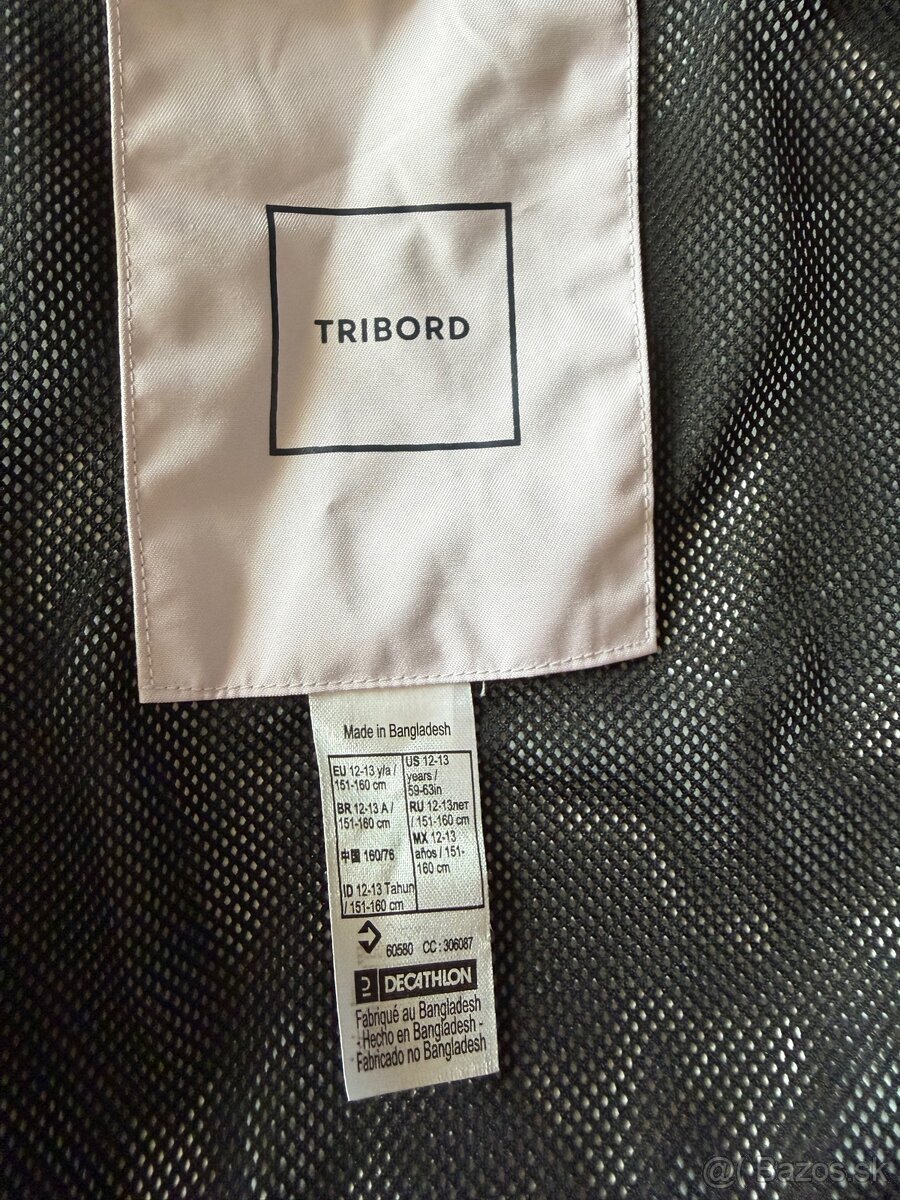 TRIBORD
Made in Bangladesh
EU 12-13 y/a /
151-160 cm
BR 12-13 A /
151-160 cm
中国 160/76
ID 12-13 Tahun
/ 151-160 cm
US 12-13
years /
59-63in
RU 12-13лет
/ 151-160 cm
MX 12-13
años / 151-
160 cm
60580 CC : 306087
DECATHLON
Fabriqué au Bangladesh
- Hecho en Bangladesh -
Fabricado no Bangladesh
Bazos.sk